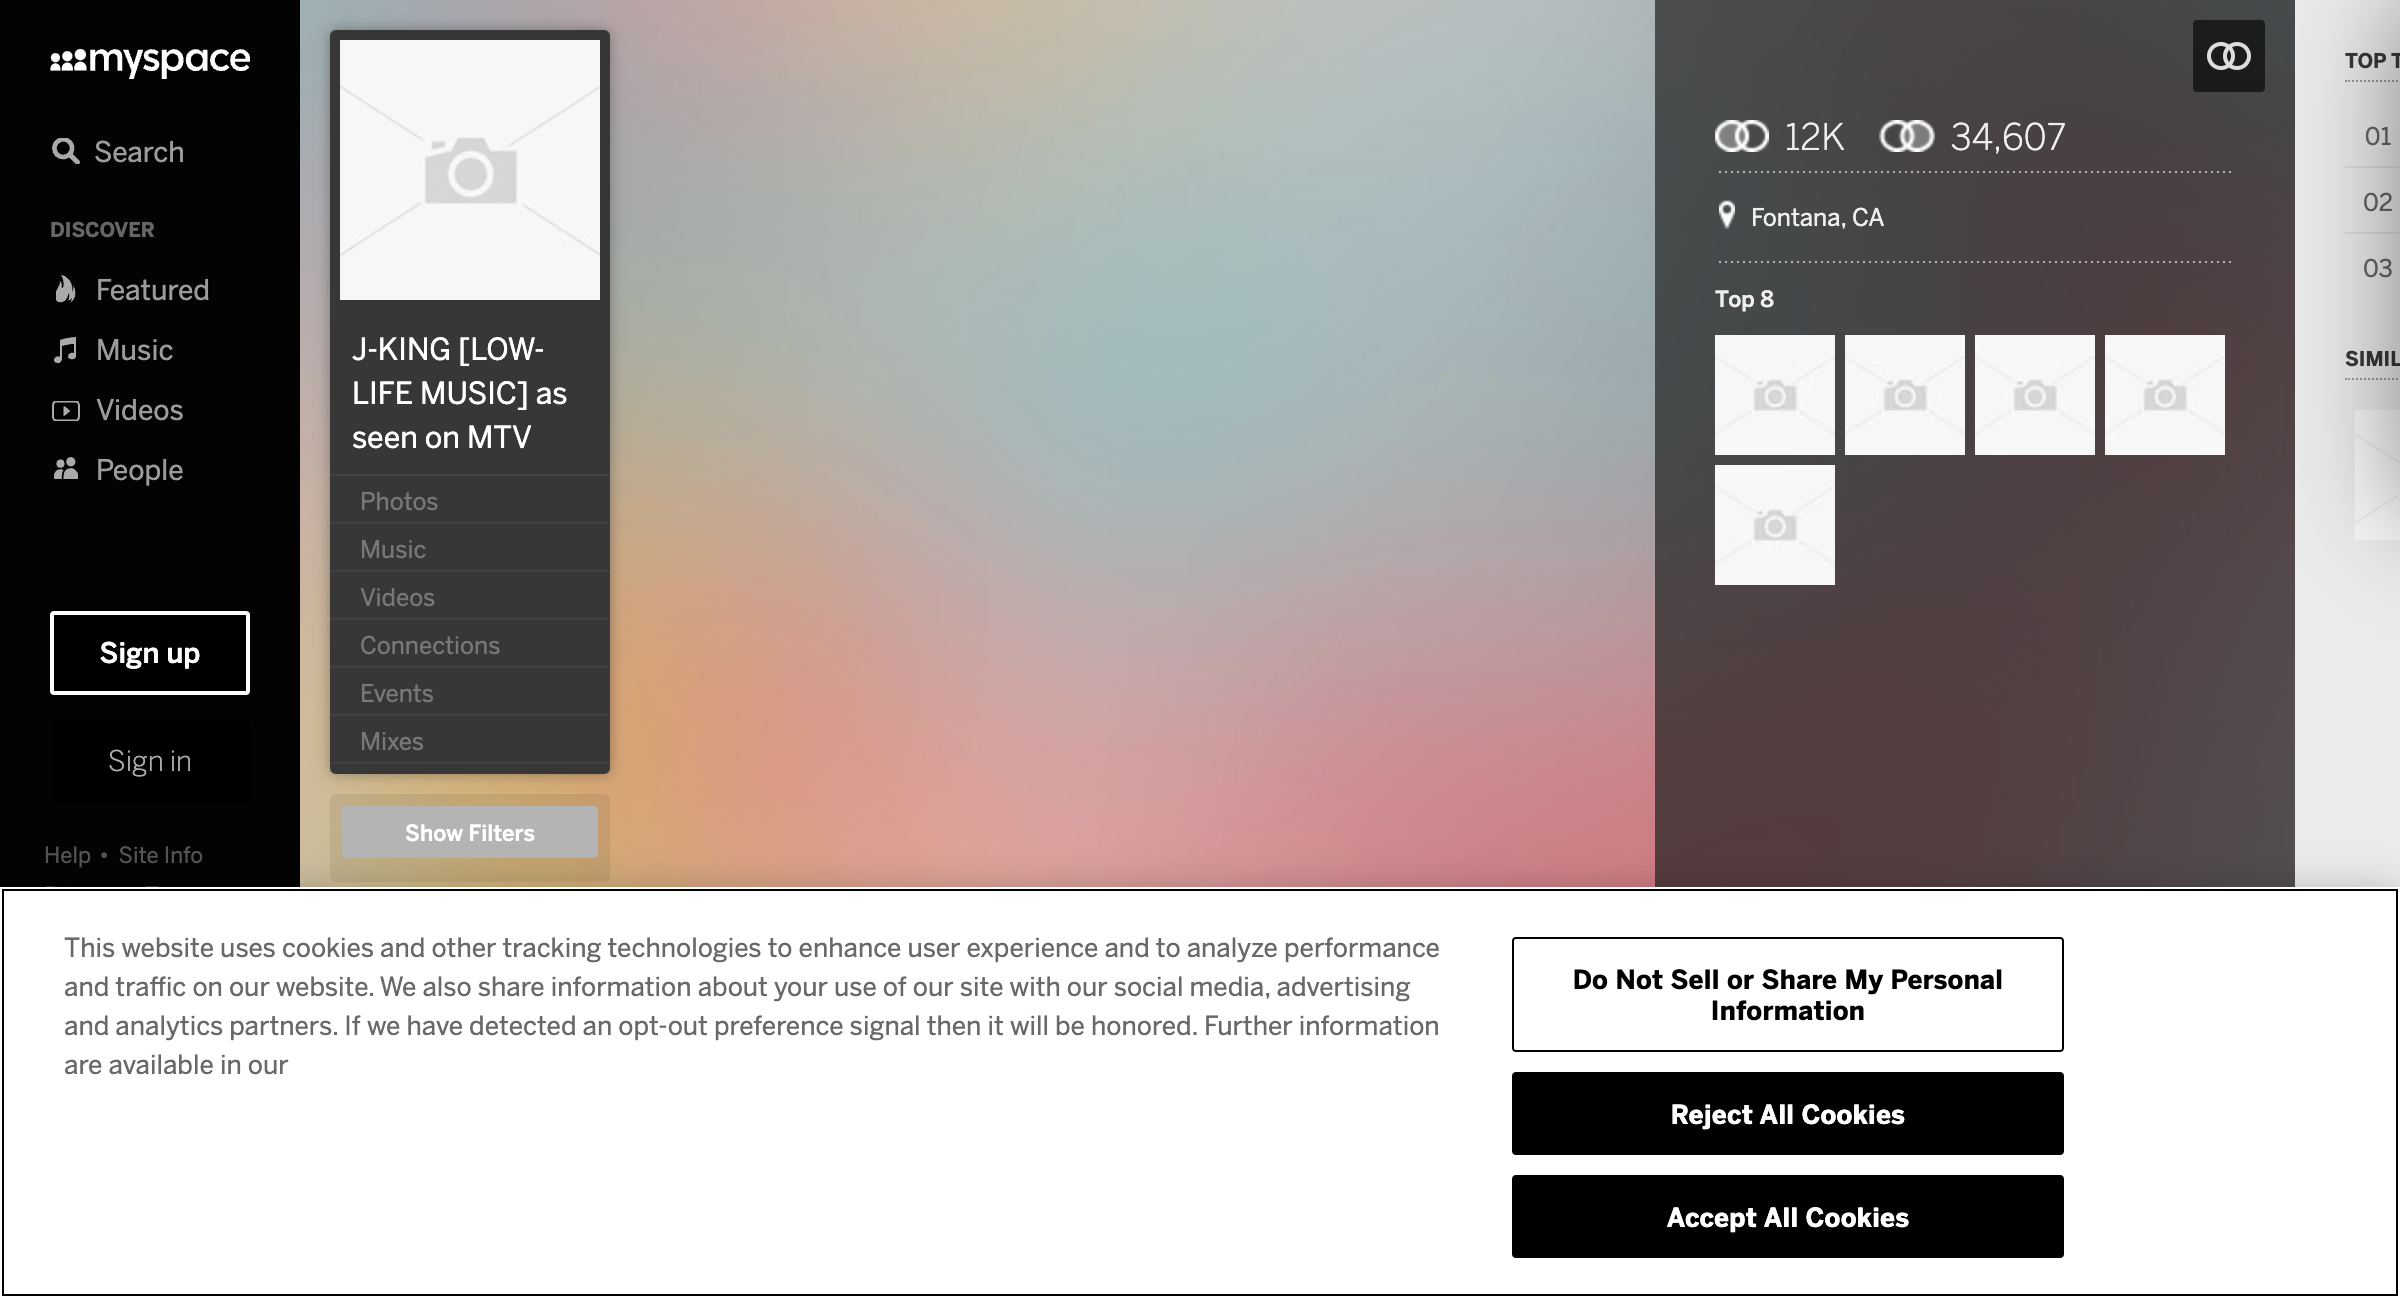 myspace
Search
DISCOVER
Featured
Music
Videos
People
Sign up
Sign in
Help • Site Info
J-KING [LOW-
LIFE MUSIC] as
seen on MTV
Photos
Music
Videos
Connections
Events
Mixes
Show Filters
12K 34,607
Fontana, CA
Top 8
TOP
01
02
03
This website uses cookies and other tracking technologies to enhance user experience and to analyze performance
and traffic on our website. We also share information about your use of our site with our social media, advertising
and analytics partners. If we have detected an opt-out preference signal then it will be honored. Further information
are available in our
Do Not Sell or Share My Personal
Information
Reject All Cookies
Accept All Cookies